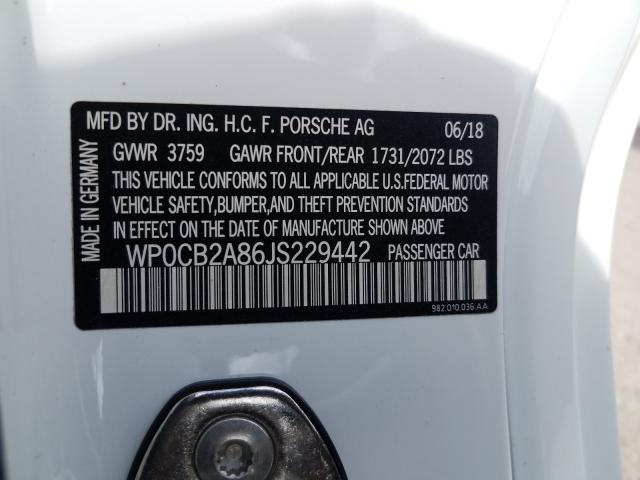 MFD BY DR. ING. H.C. F. PORSCHE AG 06/18
GVWR 3759 GAWR FRONT/REAR 1731/2072 LBS
THIS VEHICLE CONFORMS TO ALL APPLICABLE U.S.FEDERAL MOTOR
VEHICLE SAFETY,BUMPER,AND THEFT PREVENTION STANDARDS
IN EFFECT ON THE DATE OF MANUFACTURE SHOWN ABOVE.
WP0CB2A86JS229442 PASSENGER CAR
982.010.036.AA
MADE IN GERMANY